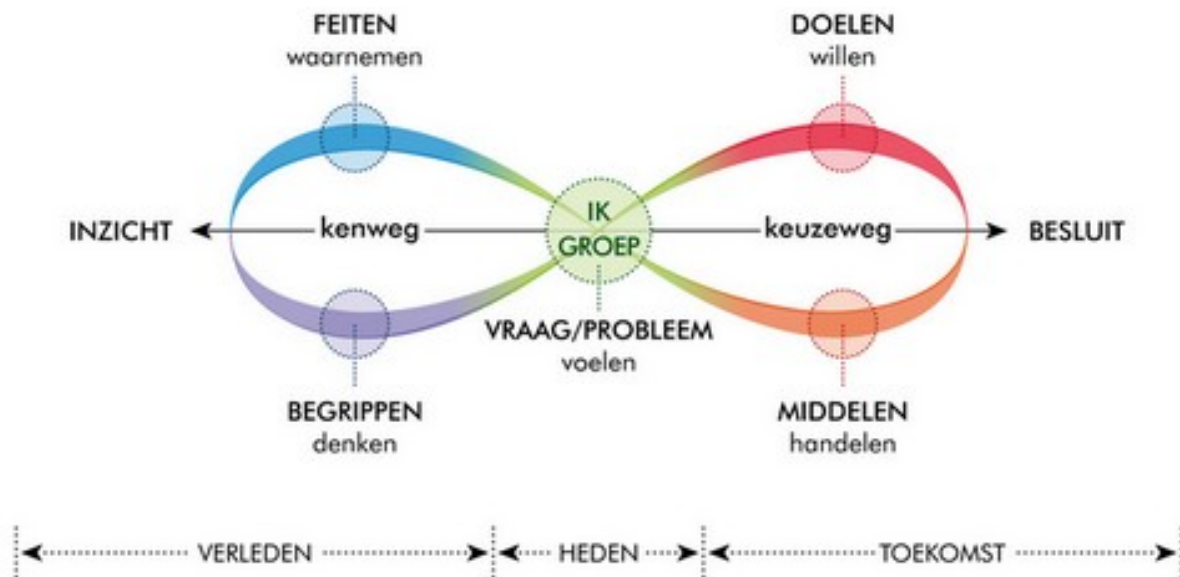 FEITEN
waarnemen
DOELEN
willen
INZICHT
kenweg
IK
GROEP
keuzeweg
BESLUIT
VRAAG/PROBLEEM
voelen
BEGRIPPEN
denken
MIDDELEN
handelen
VERLEDEN
HEDEN
TOEKOMST